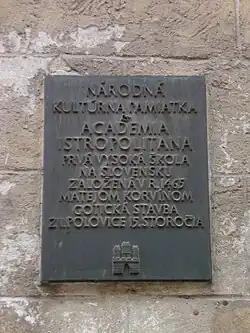 NÁRODNÁ
KULTÚRNA PAMIATKA
ACADEMIA
ISTROPOLITANA
PRVÁ VYSOKÁ ŠKOLA
NA SLOVENSKU
ZALOŽENÁ V R. 1465
MATEJOM KORVÍNOM
GOTICKÁ STAVBA
Z 1. POLOVICE 15. STOROČIA